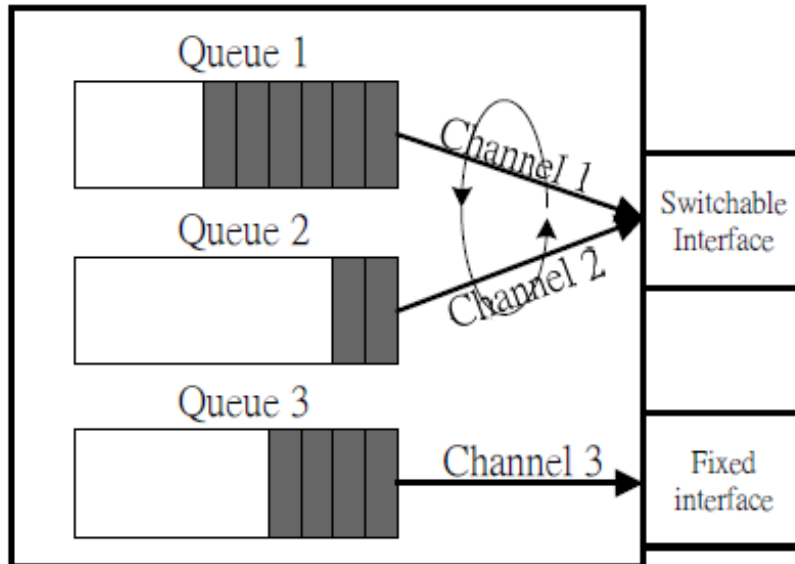 Queue 1
Channel 1
Switchable
Interface
Queue 2
Channel 2
Queue 3
Channel 3
Fixed
interface